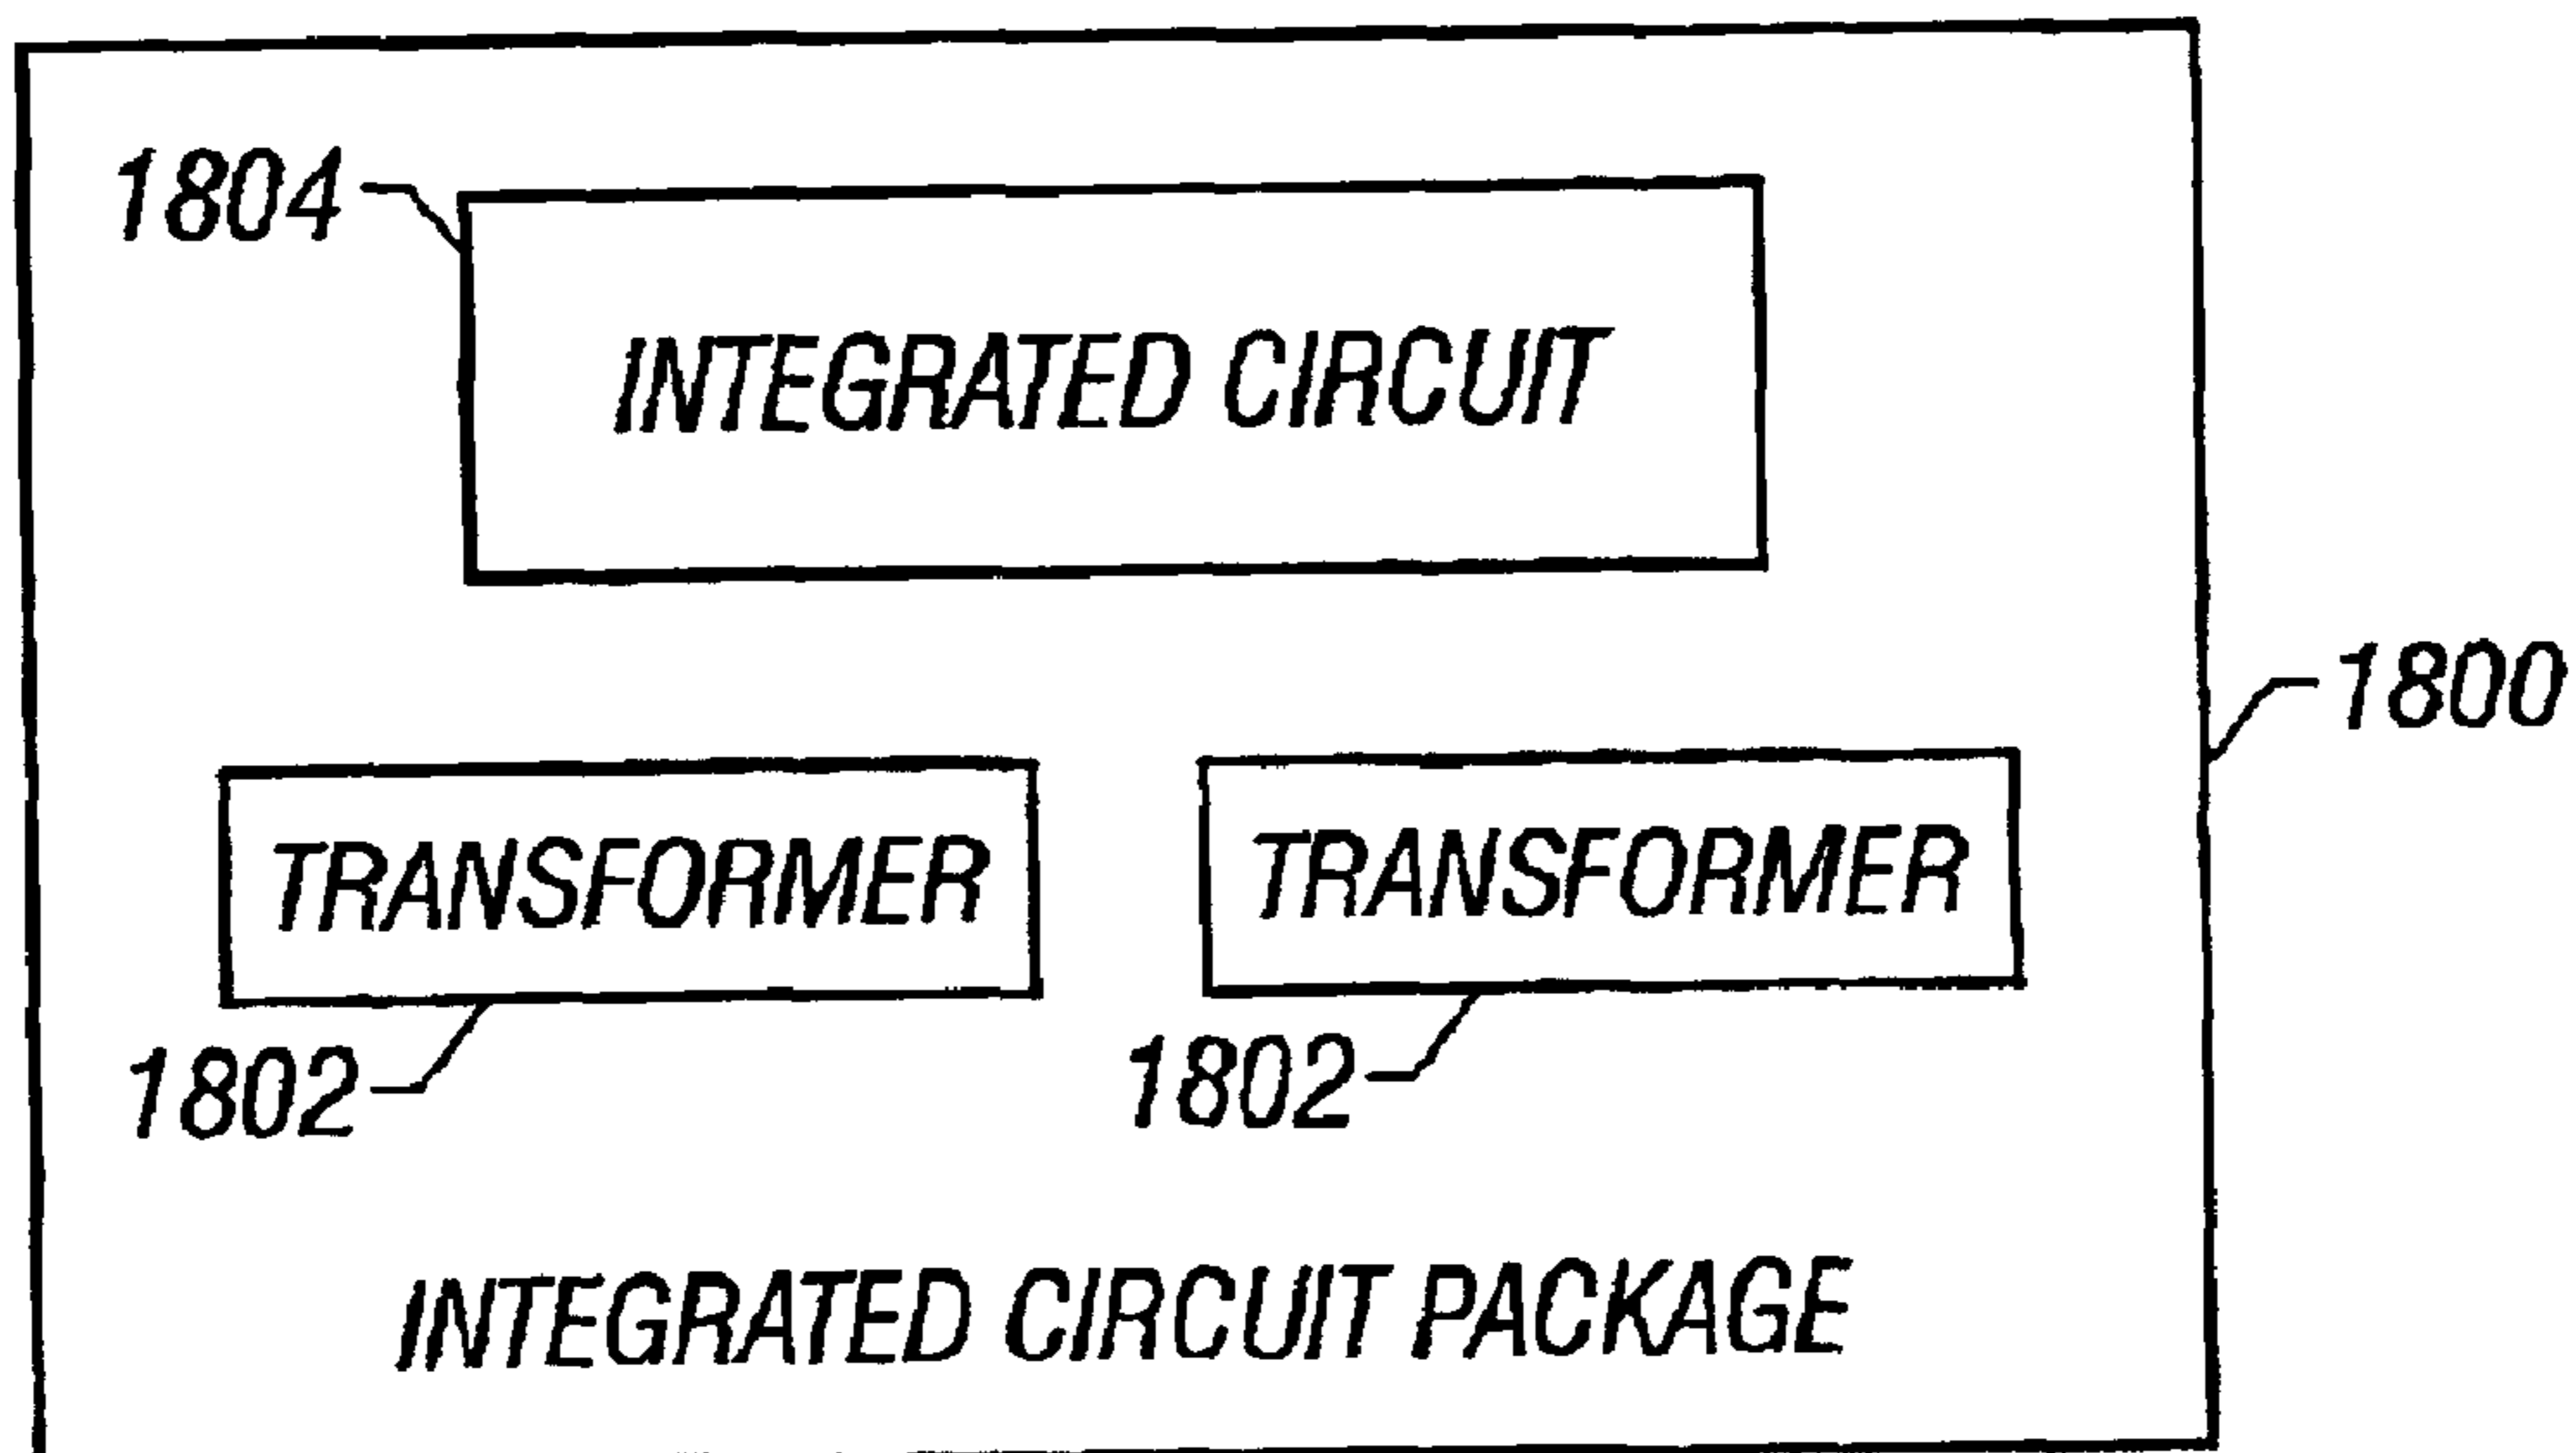 1804
INTEGRATED CIRCUIT
1800
TRANSFORMER
TRANSFORMER
1802
1802
INTEGRATED CIRCUIT PACKAGE